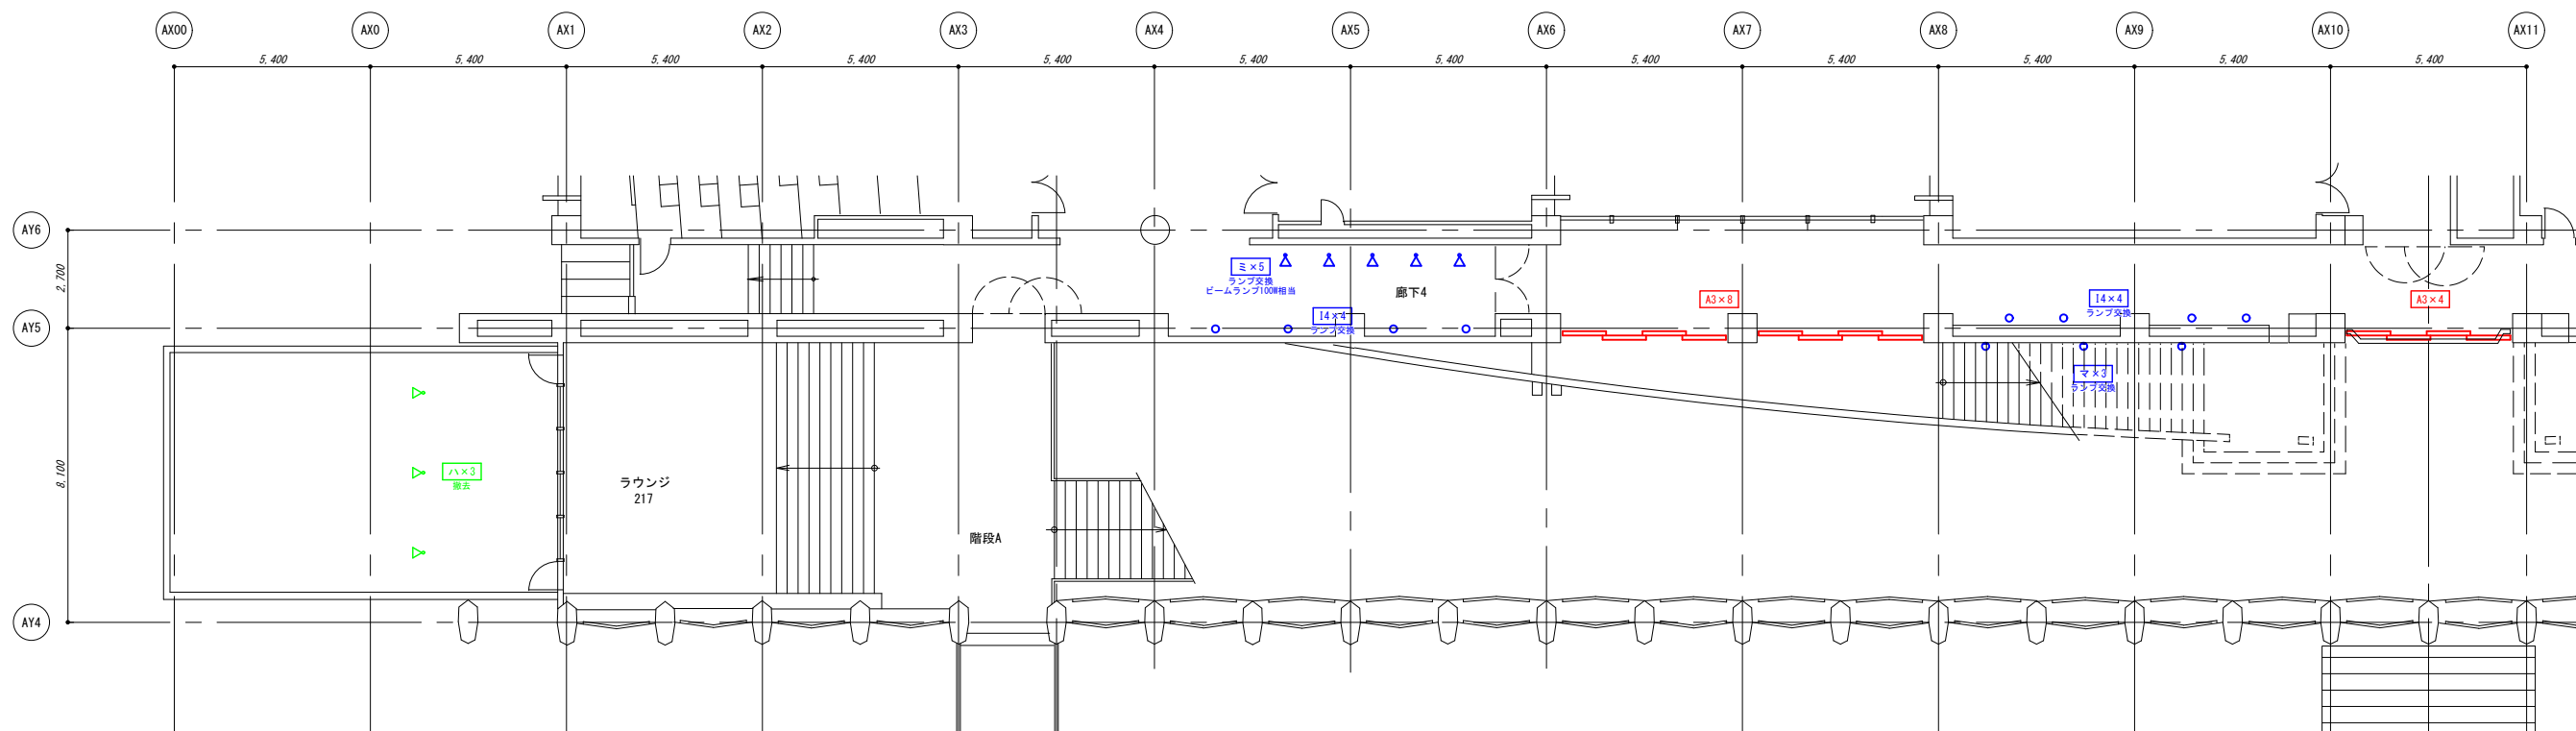 AX00 AX0 AX1 AX2 AX3 AX4 AX5 AX6 AX7 AX8 AX9 AX10 AX11
5,400 5,400 5,400 5,400 5,400 5,400 5,400 5,400 5,400 5,400 5,400 5,400
AY6
2,700
AY5
8,100
AY4
ミ×5
ランプ交換
ビームランプ100W相当
廊下4
I4×4
ランプ交換
A3×8
I4×4
ランプ交換
A3×4
マ×3
ランプ交換
ハ×3
撤去
ラウンジ
217
階段A